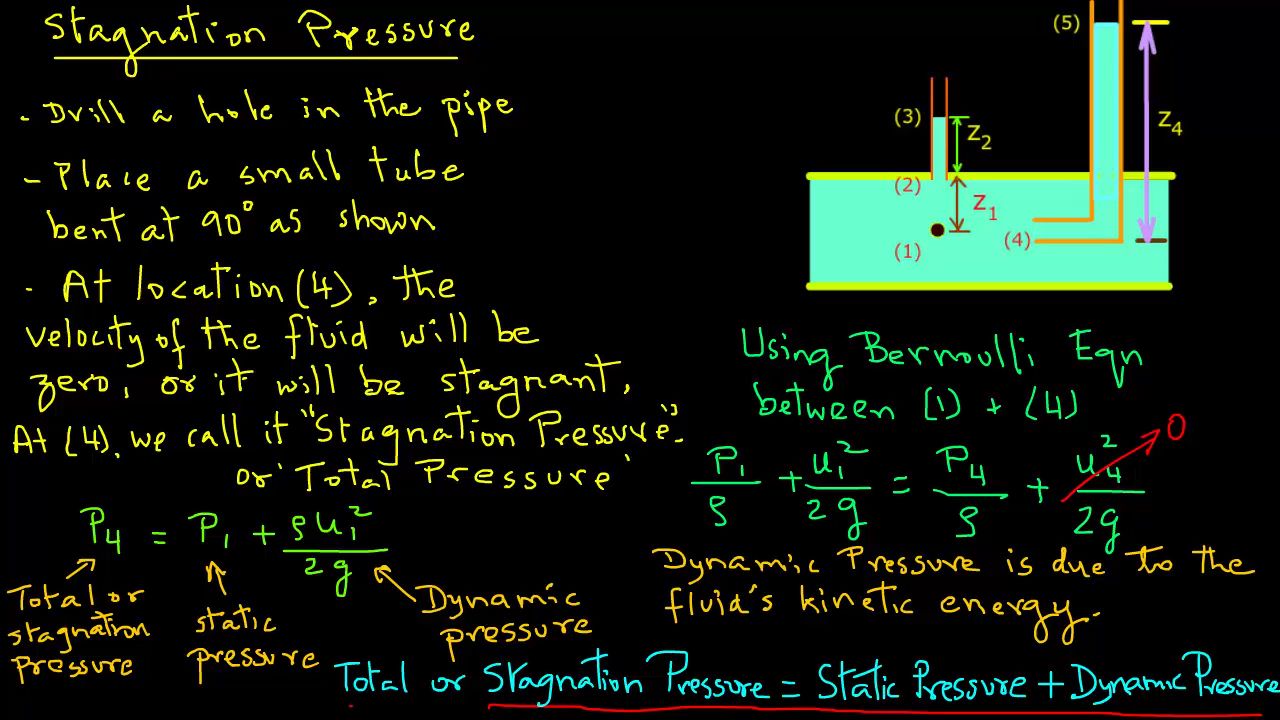 Stagnation Pressure
- Drill a hole in the pipe
- Place a small tube
bent at 90° as shown
- At location (4), the
velocity of the fluid will be
zero, or it will be stagnant.
At (4), we call it "Stagnation Pressure"
or "Total Pressure"
P₄ = P₁ + ρu₁²/2g
Total or
stagnation
pressure
static
pressure
Dynamic
pressure
(5)
(3)
z₂
z₄
(2)
z₁
(1)
(4)
Using Bernoulli Eqn
between (1) + (4)
P₁/ρ + u₁²/2g = P₄/ρ + u₄²/2g
0
Dynamic Pressure is due to the
fluid's kinetic energy.
Total or Stagnation Pressure = Static Pressure + Dynamic Pressure